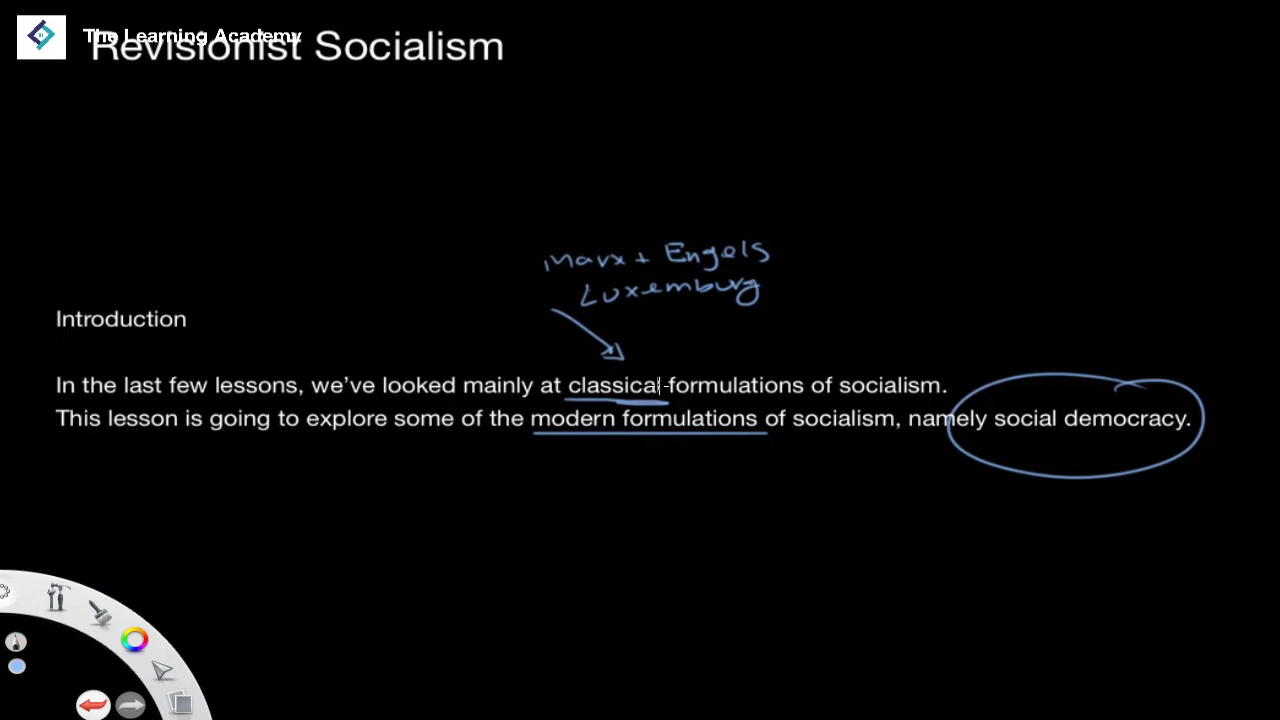 The Learning Academy
Revisionist Socialism
Marx + Engels
Luxemburg
Introduction
In the last few lessons, we’ve looked mainly at classical formulations of socialism.
This lesson is going to explore some of the modern formulations of socialism, namely social democracy.